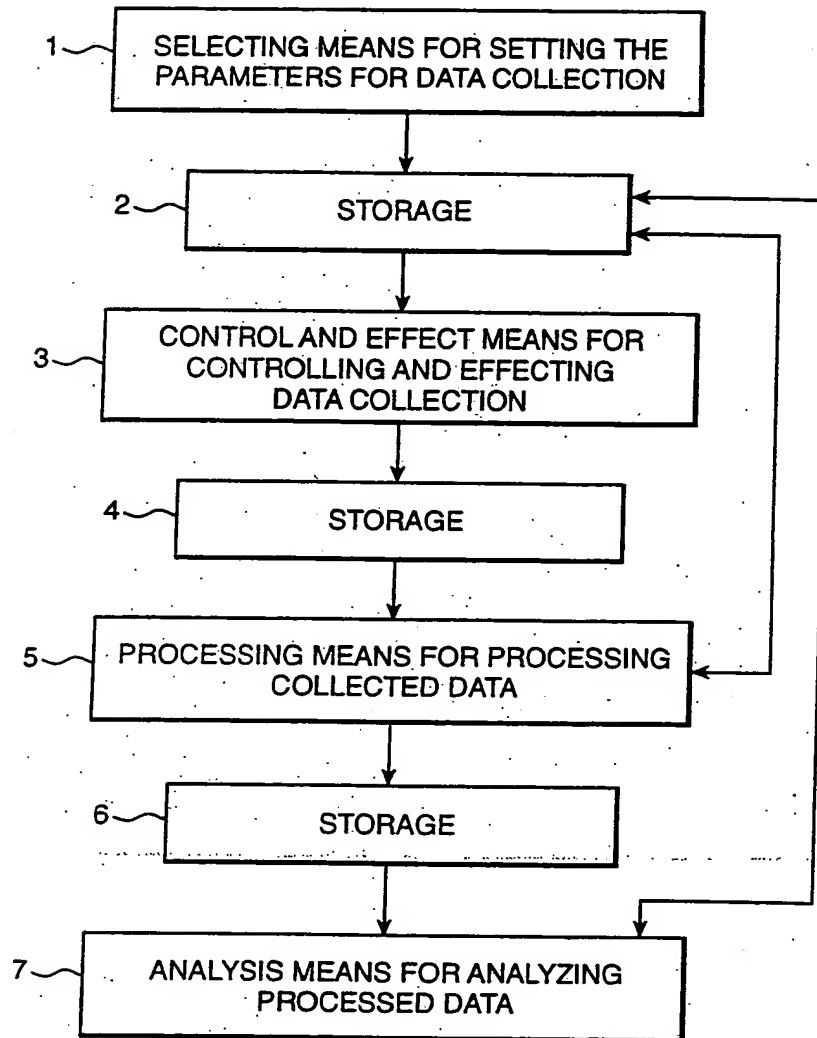 1
SELECTING MEANS FOR SETTING THE
PARAMETERS FOR DATA COLLECTION
2
STORAGE
3
CONTROL AND EFFECT MEANS FOR
CONTROLLING AND EFFECTING
DATA COLLECTION
4
STORAGE
5
PROCESSING MEANS FOR PROCESSING
COLLECTED DATA
6
STORAGE
7
ANALYSIS MEANS FOR ANALYZING
PROCESSED DATA